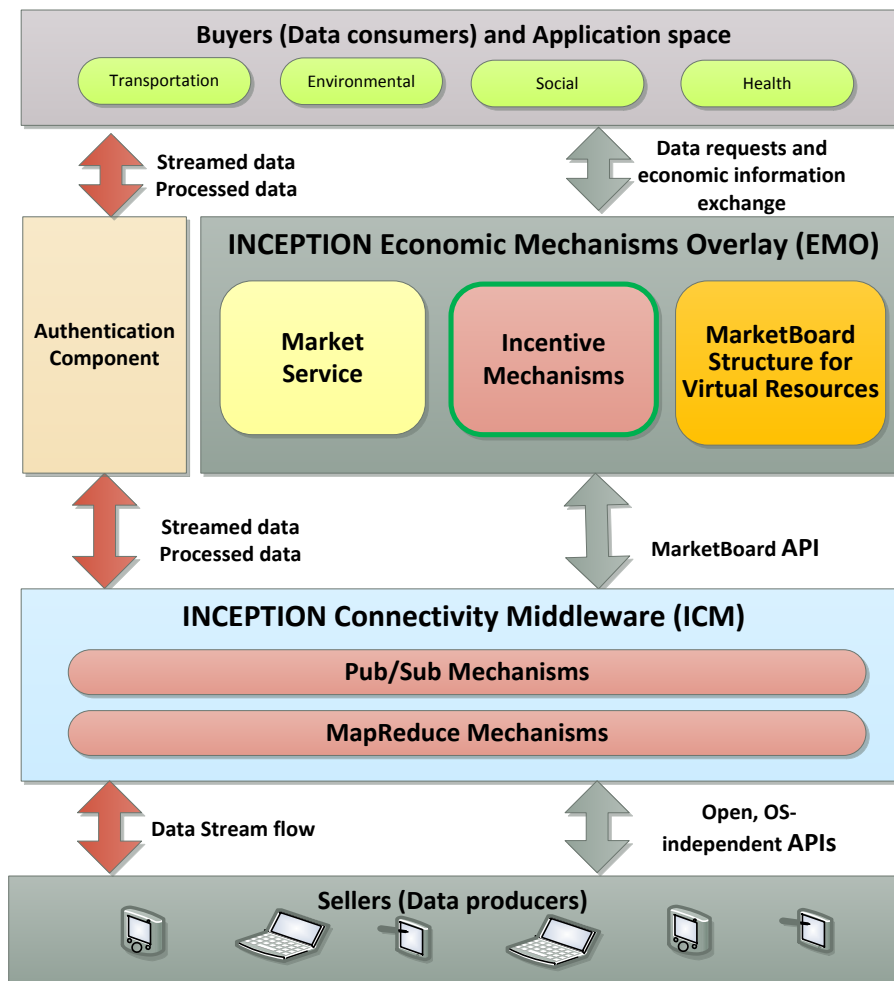 Buyers (Data consumers) and Application space
Transportation
Environmental
Social
Health
Streamed data
Processed data
Data requests and
economic information
exchange
Authentication
Component
INCEPTION Economic Mechanisms Overlay (EMO)
Market
Service
Incentive
Mechanisms
MarketBoard
Structure for
Virtual Resources
Streamed data
Processed data
MarketBoard API
INCEPTION Connectivity Middleware (ICM)
Pub/Sub Mechanisms
MapReduce Mechanisms
Data Stream flow
Open, OS-
independent APIs
Sellers (Data producers)